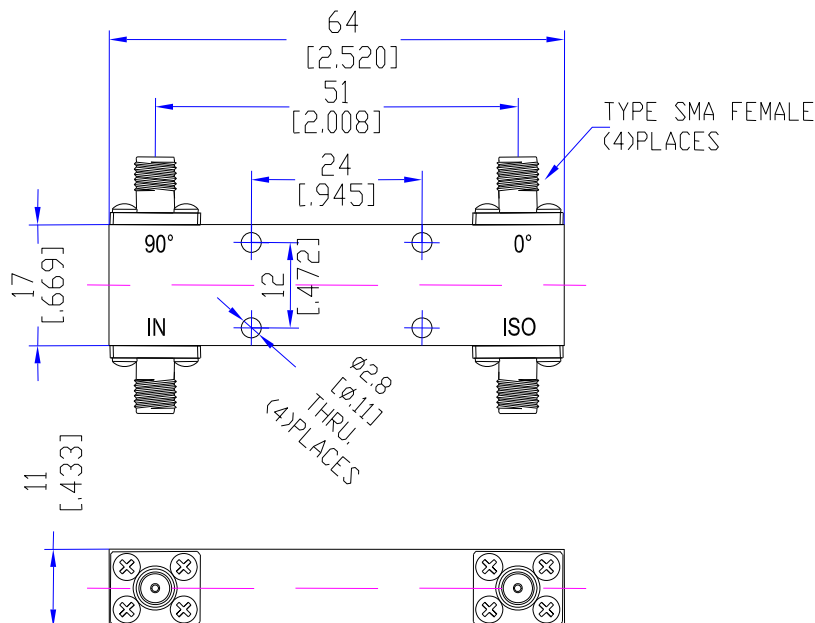 64
[2.520]
51
[2.008]
TYPE SMA FEMALE
(4)PLACES
24
[.945]
90°
0°
17
[.669]
12
[.472]
IN
ISO
Ø2.8
[Ø.11]
THRU.
(4)PLACES
11
[.433]